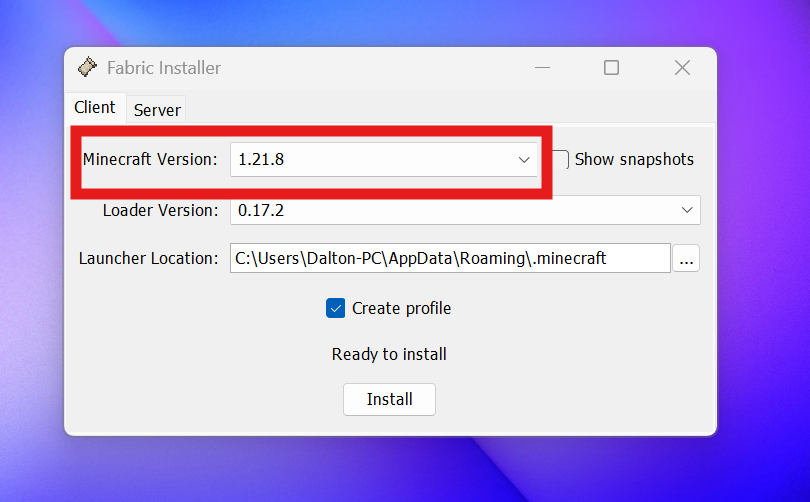 Fabric Installer
Client Server
Minecraft Version: 1.21.8 Show snapshots
Loader Version: 0.17.2
Launcher Location: C:\Users\Dalton-PC\AppData\Roaming\.minecraft ...
Create profile
Ready to install
Install